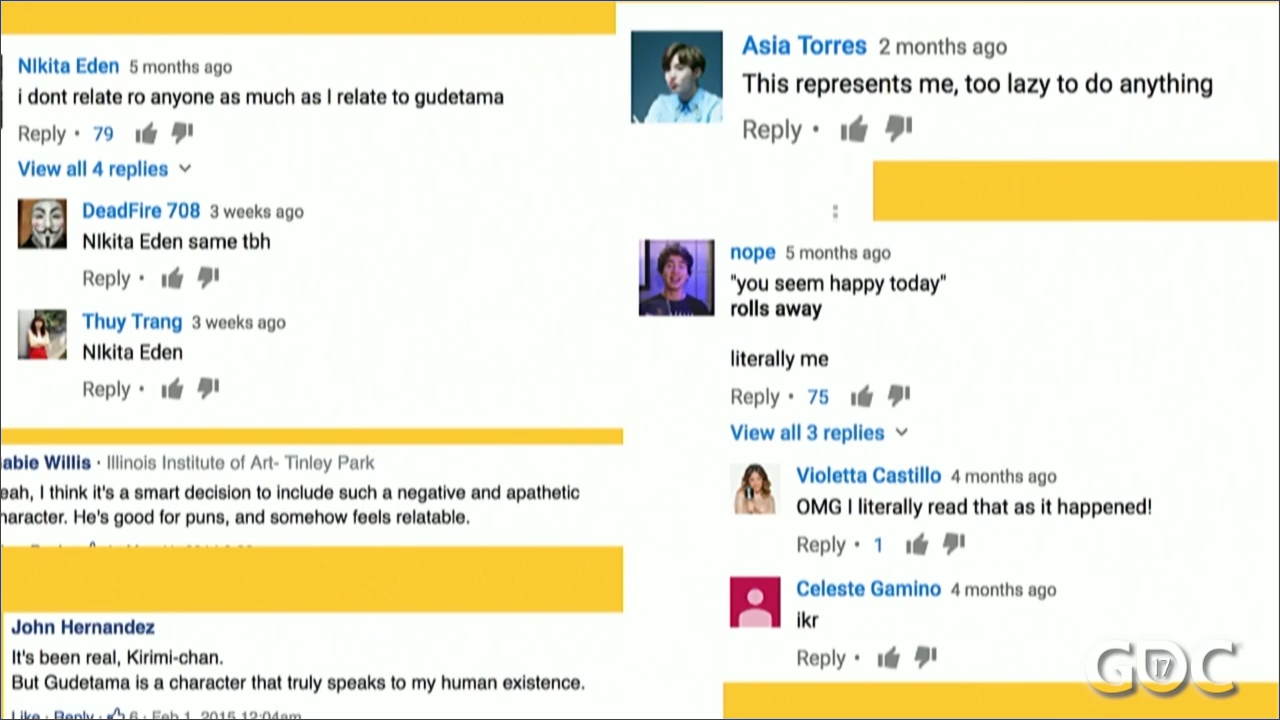 NIkita Eden 5 months ago
i dont relate ro anyone as much as I relate to gudetama
Reply • 79
View all 4 replies
DeadFire 708 3 weeks ago
NIkita Eden same tbh
Reply •
Thuy Trang 3 weeks ago
NIkita Eden
Reply •
abie Willis · Illinois Institute of Art- Tinley Park
eah, I think it's a smart decision to include such a negative and apathetic
haracter. He's good for puns, and somehow feels relatable.
John Hernandez
It's been real, Kirimi-chan.
But Gudetama is a character that truly speaks to my human existence.
Like · Reply · 6 · Feb 1, 2015 12:04am
Asia Torres 2 months ago
This represents me, too lazy to do anything
Reply •
nope 5 months ago
"you seem happy today"
rolls away
literally me
Reply • 75
View all 3 replies
Violetta Castillo 4 months ago
OMG I literally read that as it happened!
Reply • 1
Celeste Gamino 4 months ago
ikr
Reply •
GDC 17